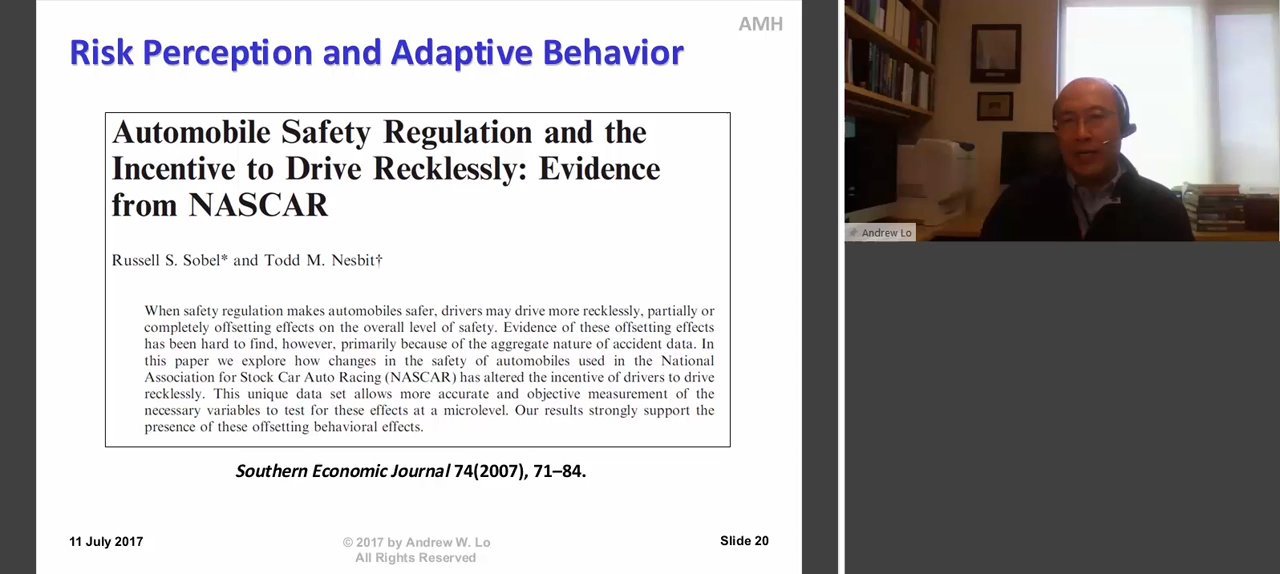 AMH
Risk Perception and Adaptive Behavior
Automobile Safety Regulation and the
Incentive to Drive Recklessly: Evidence
from NASCAR
Russell S. Sobel* and Todd M. Nesbit†
When safety regulation makes automobiles safer, drivers may drive more recklessly, partially or
completely offsetting effects on the overall level of safety. Evidence of these offsetting effects
has been hard to find, however, primarily because of the aggregate nature of accident data. In
this paper we explore how changes in the safety of automobiles used in the National
Association for Stock Car Auto Racing (NASCAR) has altered the incentive of drivers to drive
recklessly. This unique data set allows more accurate and objective measurement of the
necessary variables to test for these effects at a microlevel. Our results strongly support the
presence of these offsetting behavioral effects.
Southern Economic Journal 74(2007), 71–84.
11 July 2017
© 2017 by Andrew W. Lo
All Rights Reserved
Slide 20
Andrew Lo